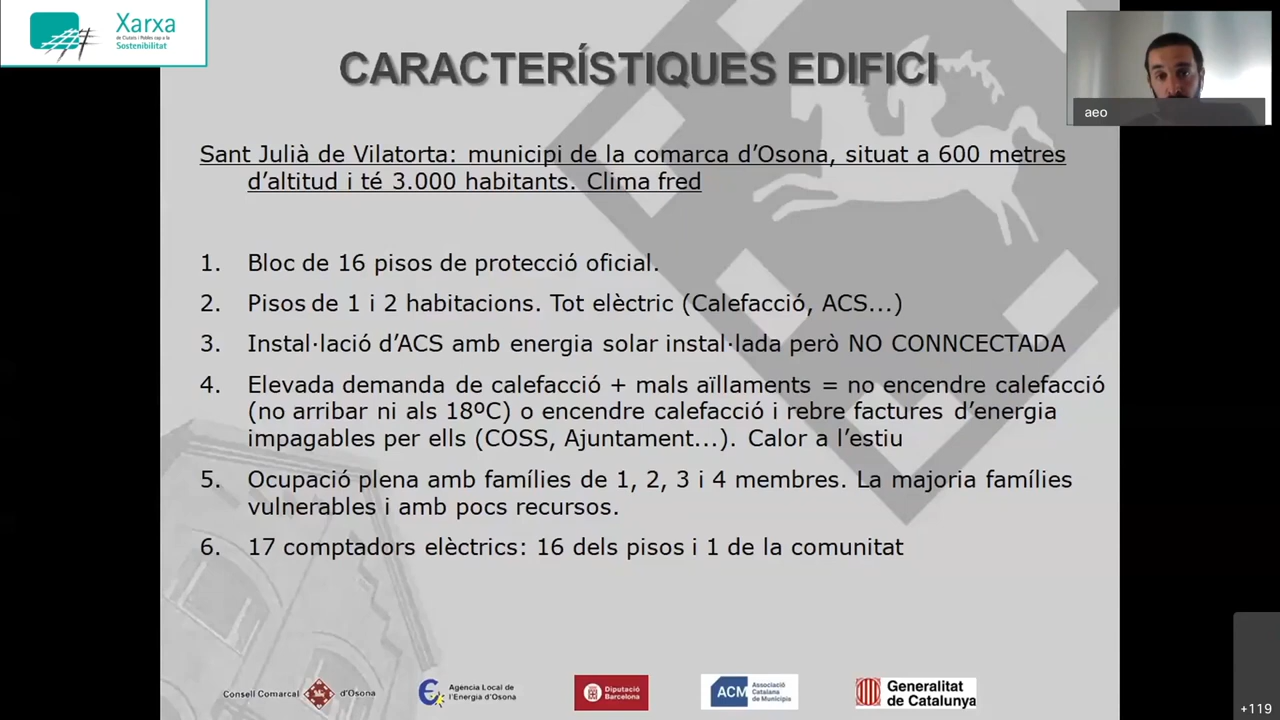 Xarxa
de Ciutats i Pobles cap a la
Sostenibilitat
CARACTERÍSTIQUES EDIFICI
aeo
Sant Julià de Vilatorta: municipi de la comarca d’Osona, situat a 600 metres
d’altitud i té 3.000 habitants. Clima fred
1. Bloc de 16 pisos de protecció oficial.
2. Pisos de 1 i 2 habitacions. Tot elèctric (Calefacció, ACS...)
3. Instal·lació d’ACS amb energia solar instal·lada però NO CONNCECTADA
4. Elevada demanda de calefacció + mals aïllaments = no encendre calefacció
(no arribar ni als 18ºC) o encendre calefacció i rebre factures d’energia
impagables per ells (COSS, Ajuntament...). Calor a l’estiu
5. Ocupació plena amb famílies de 1, 2, 3 i 4 membres. La majoria famílies
vulnerables i amb pocs recursos.
6. 17 comptadors elèctrics: 16 dels pisos i 1 de la comunitat
Consell Comarcal d'Osona
Agència Local de
l'Energia d'Osona
Diputació
Barcelona
ACM Associació
Catalana
de Municipis
Generalitat
de Catalunya
+119